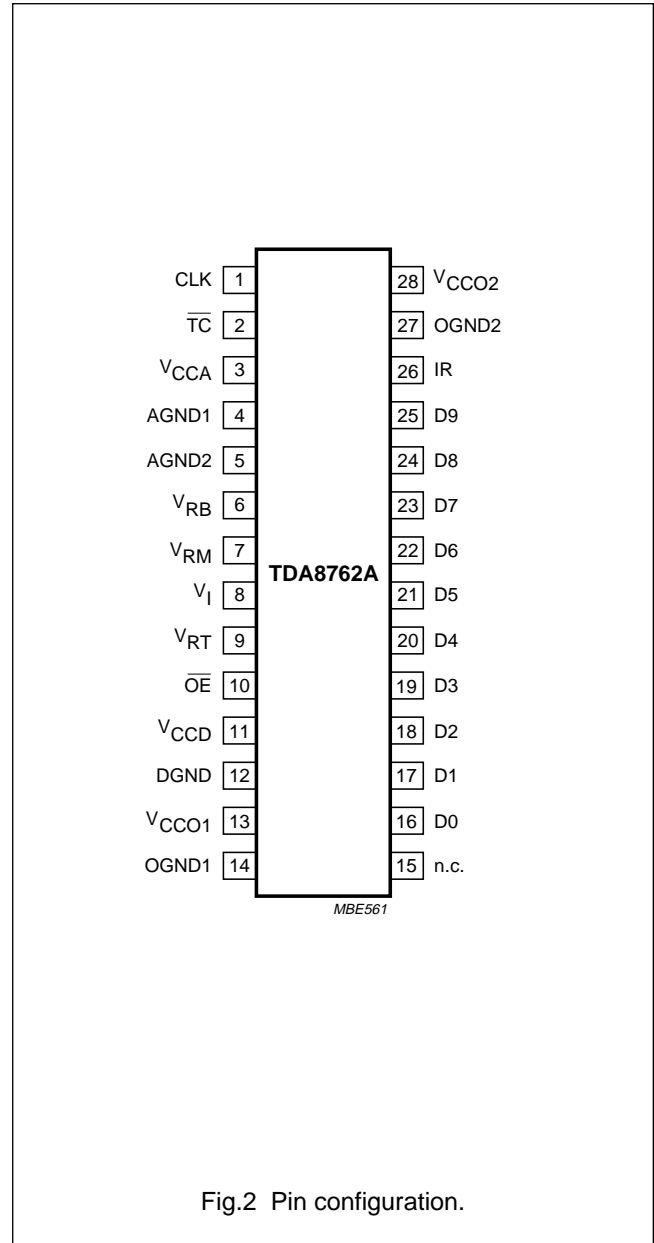 CLK 1 28 VCCO2
TC 2 27 OGND2
VCCA 3 26 IR
AGND1 4 25 D9
AGND2 5 24 D8
VRB 6 23 D7
VRM 7 22 D6
TDA8762A
VI 8 21 D5
VRT 9 20 D4
OE 10 19 D3
VCCD 11 18 D2
DGND 12 17 D1
VCCO1 13 16 D0
OGND1 14 15 n.c.
MBE561
Fig.2 Pin configuration.